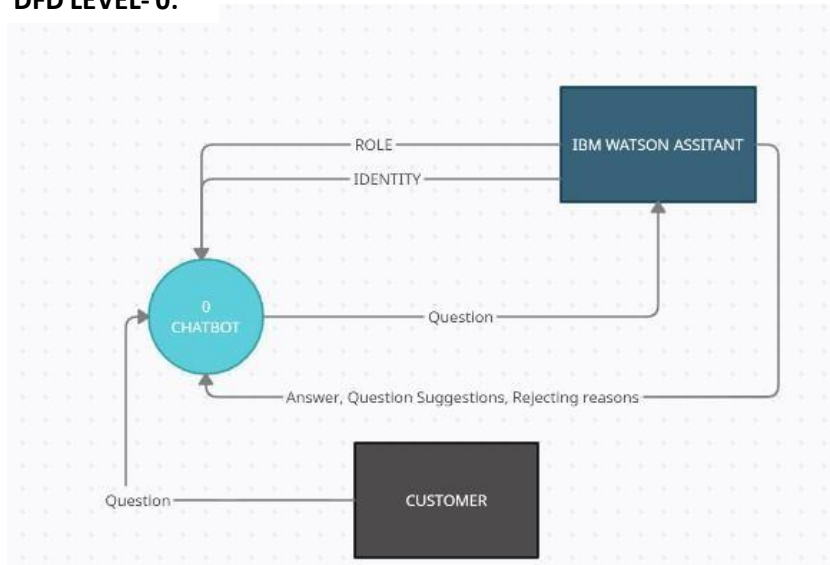 DFD LEVEL- 0:
ROLE
IBM WATSON ASSITANT
IDENTITY
0
CHATBOT
Question
Answer, Question Suggestions, Rejecting reasons
Question
CUSTOMER